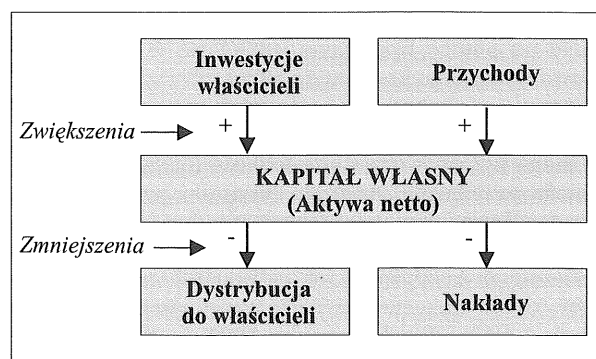 Inwestycje
właścicieli
Przychody
Zwiększenia
+
+
KAPITAŁ WŁASNY
(Aktywa netto)
Zmniejszenia
-
-
Dystrybucja
do właścicieli
Nakłady